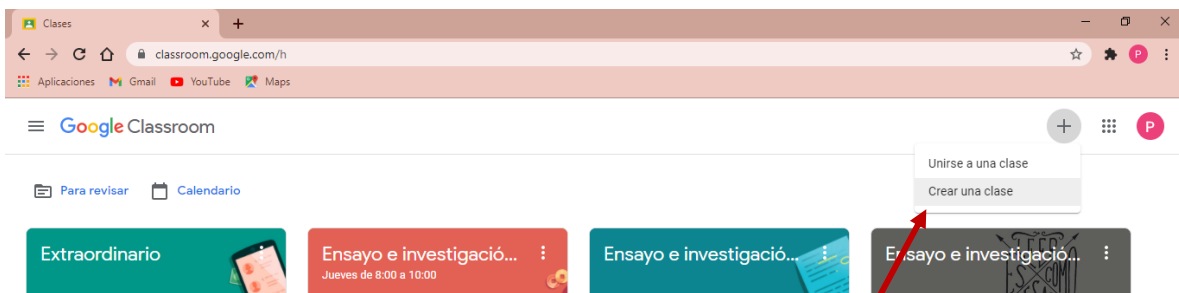 Clases
classroom.google.com/h
P
Aplicaciones Gmail YouTube Maps
Google Classroom
P
Unirse a una clase
Crear una clase
Para revisar Calendario
Extraordinario
Ensayo e investigació...
Jueves de 8:00 a 10:00
Ensayo e investigació...
Ensayo e investigació...